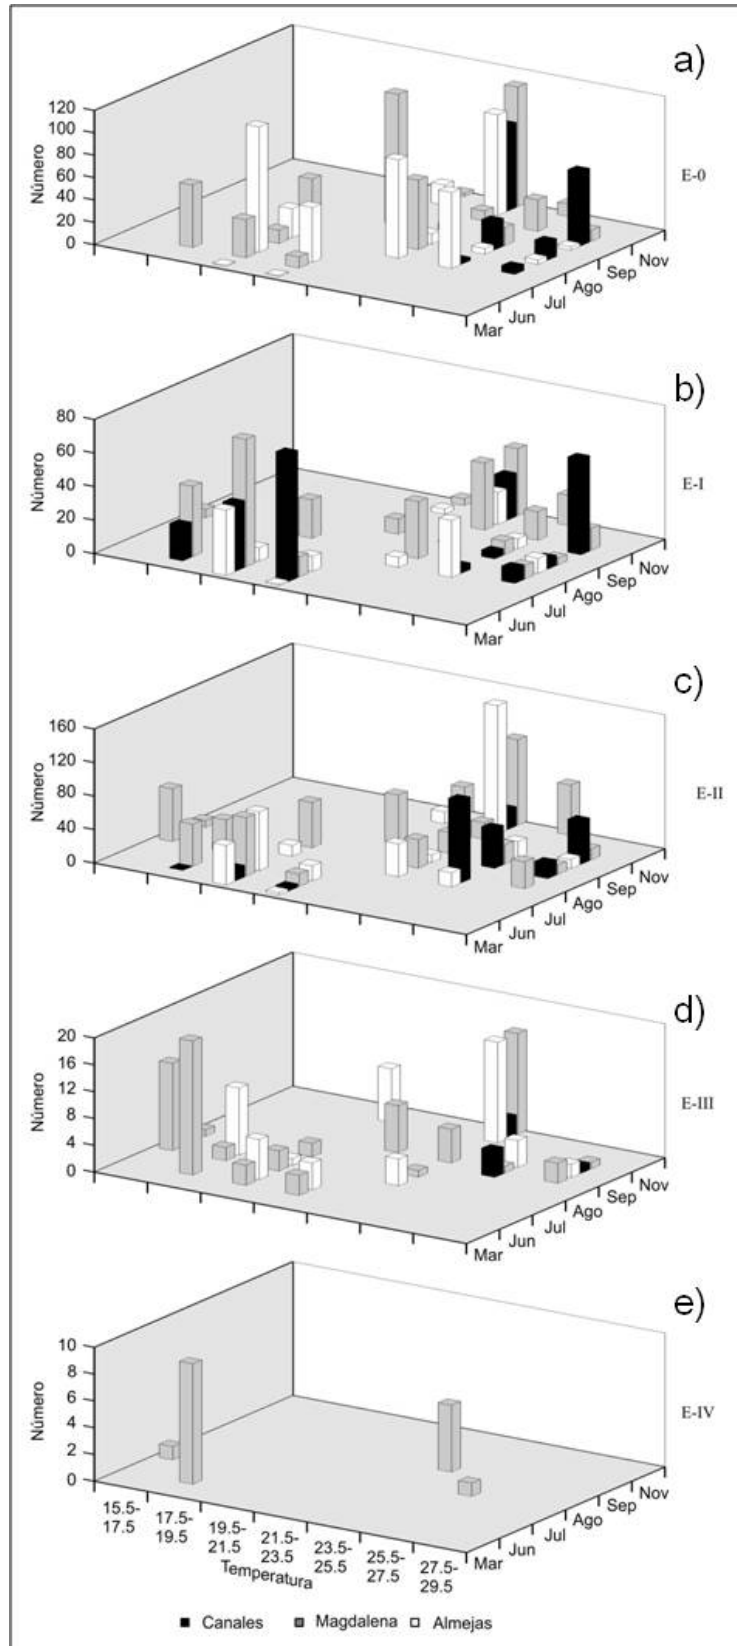 a)
120
100
80
60
40
20
0
Número
E-0
Mar
Jun
Jul
Ago
Sep
Nov
b)
80
60
40
20
0
Número
E-I
Mar
Jun
Jul
Ago
Sep
Nov
c)
160
120
80
40
0
Número
E-II
Mar
Jun
Jul
Ago
Sep
Nov
d)
20
16
12
8
4
0
Número
E-III
Mar
Jun
Jul
Ago
Sep
Nov
e)
10
8
6
4
2
0
Número
E-IV
Mar
Jun
Jul
Ago
Sep
Nov
15.5-
17.5
17.5-
19.5
19.5-
21.5
21.5-
23.5
23.5-
25.5
25.5-
27.5
27.5-
29.5
Temperatura
Canales Magdalena Almejas